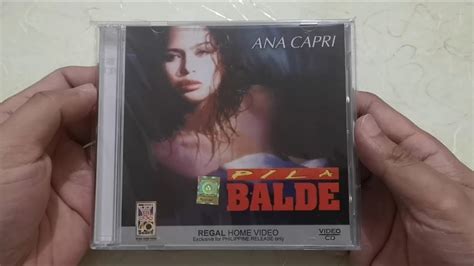 ANA CAPRI
PILA
BALDE
REGAL HOME VIDEO
Exclusive for PHILIPPINE RELEASE only
VIDEO
CD